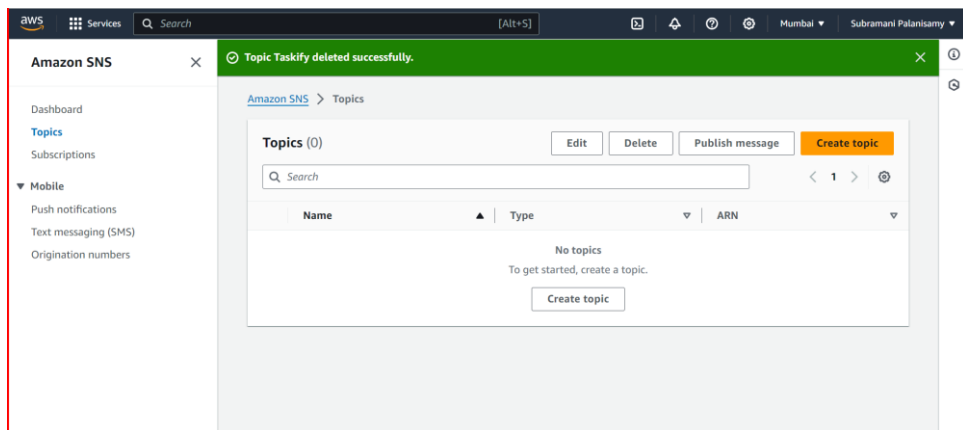 aws Services Search [Alt+S] Mumbai Subramani Palanisamy
Amazon SNS
Topic Taskify deleted successfully.
Dashboard
Topics
Subscriptions
Mobile
Push notifications
Text messaging (SMS)
Origination numbers
Amazon SNS > Topics
Topics (0) Edit Delete Publish message Create topic
Search 1
Name Type ARN
No topics
To get started, create a topic.
Create topic